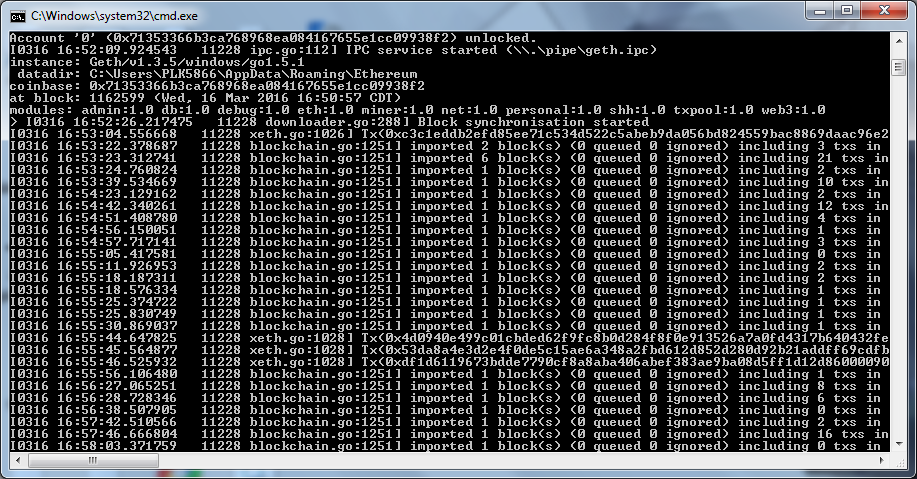 C:\Windows\system32\cmd.exe
Account '0' (0x71353366b3ca768968ea084167655e1cc09938f2) unlocked.
I0316 16:52:09.924543   11228 ipc.go:112] IPC service started (\\.\pipe\geth.ipc)
instance: Geth/v1.3.5/windows/go1.5.1
 datadir: C:\Users\PLK5866\AppData\Roaming\Ethereum
coinbase: 0x71353366b3ca768968ea084167655e1cc09938f2
at block: 1162599 (Wed, 16 Mar 2016 16:50:57 CDT)
modules: admin:1.0 db:1.0 debug:1.0 eth:1.0 miner:1.0 net:1.0 personal:1.0 shh:1.0 txpool:1.0 web3:1.0
> I0316 16:52:26.217475   11228 downloader.go:288] Block synchronisation started
I0316 16:53:04.556668   11228 xeth.go:1026] Tx(0xc3c1eddb2efd85ee71c534d522c5abeb9da056bd824559bac8869daac96e2
I0316 16:53:22.378687   11228 blockchain.go:1251] imported 2 block(s) (0 queued 0 ignored) including 3 txs in
I0316 16:53:23.312741   11228 blockchain.go:1251] imported 6 block(s) (0 queued 0 ignored) including 21 txs in
I0316 16:53:24.760824   11228 blockchain.go:1251] imported 1 block(s) (0 queued 0 ignored) including 2 txs in
I0316 16:53:39.534669   11228 blockchain.go:1251] imported 1 block(s) (0 queued 0 ignored) including 10 txs in
I0316 16:54:23.129162   11228 blockchain.go:1251] imported 1 block(s) (0 queued 0 ignored) including 2 txs in
I0316 16:54:42.340261   11228 blockchain.go:1251] imported 1 block(s) (0 queued 0 ignored) including 12 txs in
I0316 16:54:51.408780   11228 blockchain.go:1251] imported 1 block(s) (0 queued 0 ignored) including 4 txs in
I0316 16:54:56.150051   11228 blockchain.go:1251] imported 1 block(s) (0 queued 0 ignored) including 1 txs in
I0316 16:54:57.717141   11228 blockchain.go:1251] imported 1 block(s) (0 queued 0 ignored) including 3 txs in
I0316 16:55:05.417581   11228 blockchain.go:1251] imported 1 block(s) (0 queued 0 ignored) including 0 txs in
I0316 16:55:11.926953   11228 blockchain.go:1251] imported 1 block(s) (0 queued 0 ignored) including 2 txs in
I0316 16:55:18.187311   11228 blockchain.go:1251] imported 1 block(s) (0 queued 0 ignored) including 2 txs in
I0316 16:55:18.576334   11228 blockchain.go:1251] imported 1 block(s) (0 queued 0 ignored) including 1 txs in
I0316 16:55:25.374722   11228 blockchain.go:1251] imported 1 block(s) (0 queued 0 ignored) including 1 txs in
I0316 16:55:25.830749   11228 blockchain.go:1251] imported 1 block(s) (0 queued 0 ignored) including 1 txs in
I0316 16:55:30.869037   11228 blockchain.go:1251] imported 1 block(s) (0 queued 0 ignored) including 1 txs in
I0316 16:55:44.647825   11228 xeth.go:1028] Tx(0x4d0940e499c01cbded62f9fc8b0d284f8f0e913526a7a0fd4317b640432fe
I0316 16:55:45.564877   11228 xeth.go:1028] Tx(0x53da8a4e3d2e4f0de5c15ae6a348a2fbd612d852d280d92b21adff69cdfb
I0316 16:55:46.525932   11228 xeth.go:1028] Tx(0xdf1d6119673bdde7790cf8a8aba406abef383ae9ba08d5ff1d12d86000090
I0316 16:55:56.106480   11228 blockchain.go:1251] imported 1 block(s) (0 queued 0 ignored) including 1 txs in
I0316 16:56:27.065251   11228 blockchain.go:1251] imported 1 block(s) (0 queued 0 ignored) including 8 txs in
I0316 16:56:28.728346   11228 blockchain.go:1251] imported 1 block(s) (0 queued 0 ignored) including 6 txs in
I0316 16:56:38.507905   11228 blockchain.go:1251] imported 1 block(s) (0 queued 0 ignored) including 0 txs in
I0316 16:57:42.510566   11228 blockchain.go:1251] imported 1 block(s) (0 queued 0 ignored) including 2 txs in
I0316 16:57:46.666804   11228 blockchain.go:1251] imported 1 block(s) (0 queued 0 ignored) including 16 txs in
I0316 16:58:03.371759   11228 blockchain.go:1251] imported 1 block(s) (0 queued 0 ignored) including 0 txs in